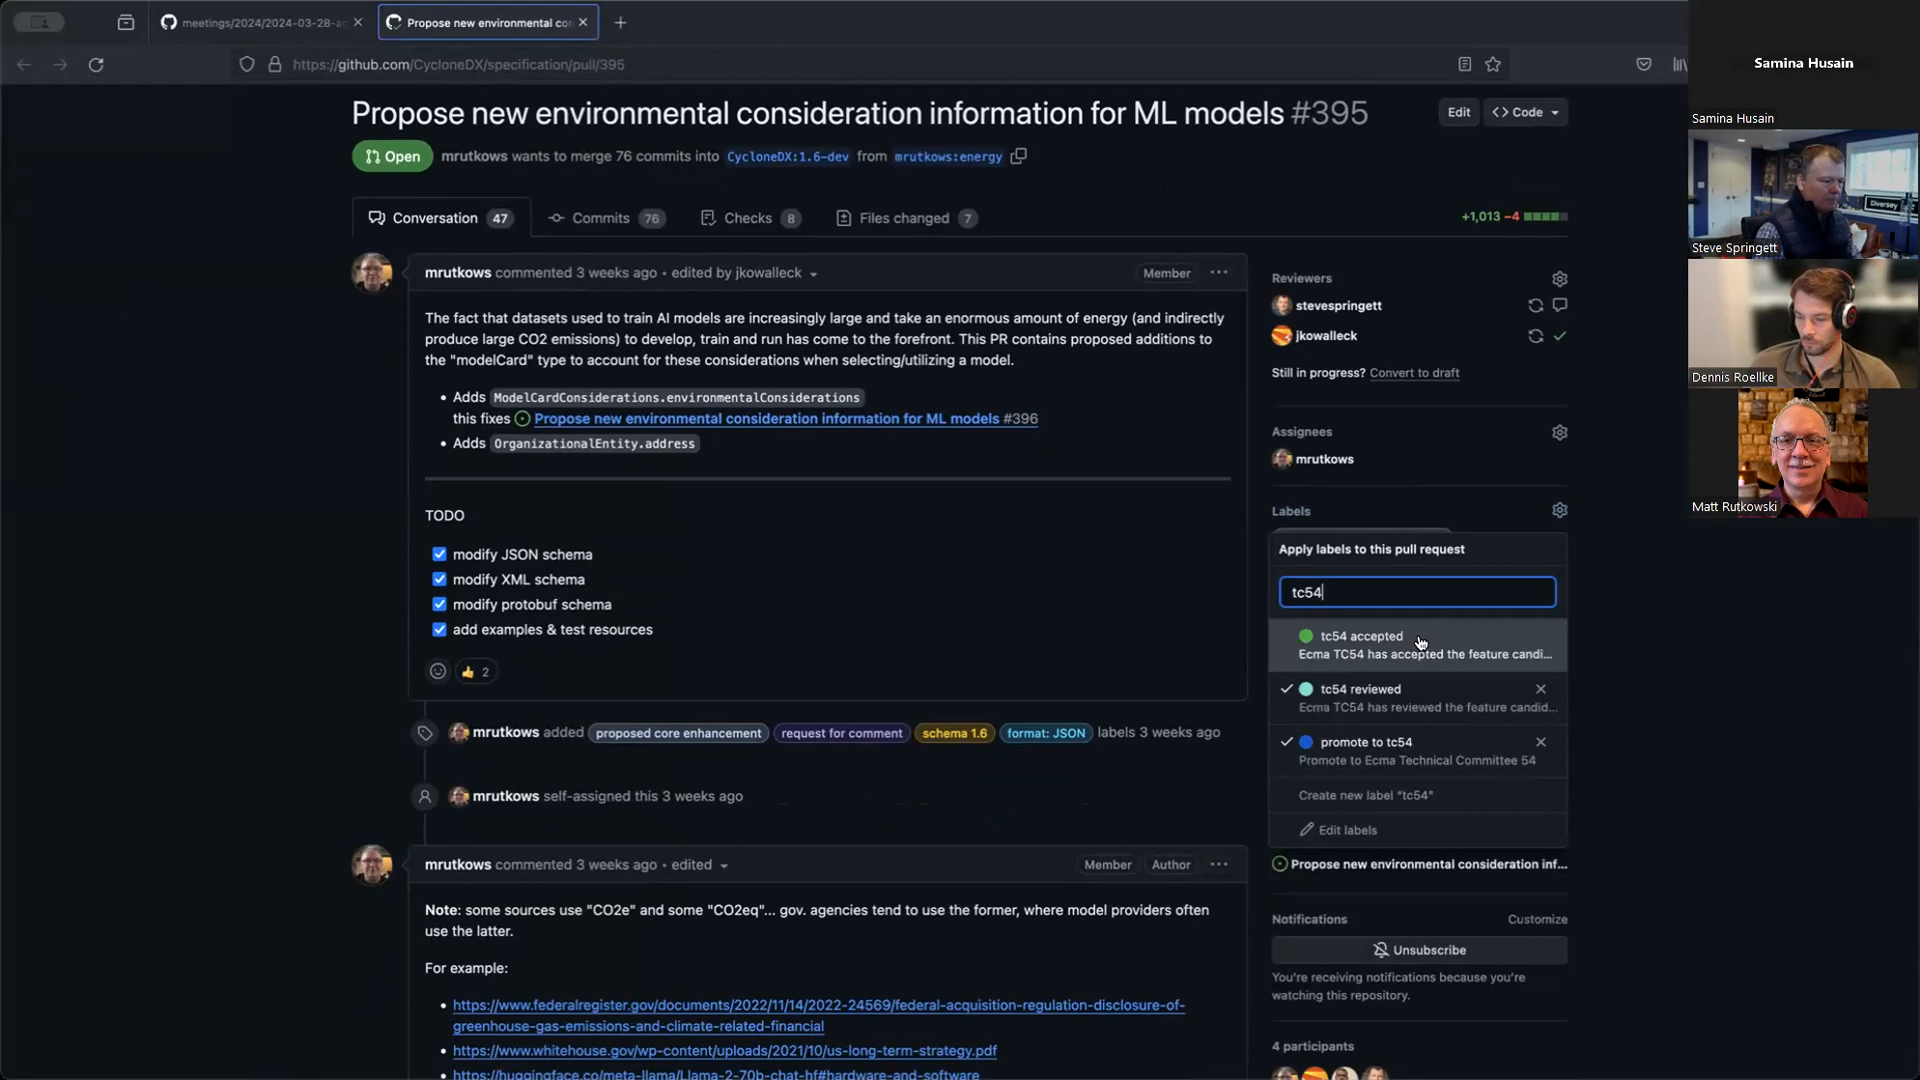 meetings/2024/2024-03-28-a
Propose new environmental co
https://github.com/CycloneDX/specification/pull/395
Propose new environmental consideration information for ML models #395
Edit
<> Code
Open
mrutkows wants to merge 76 commits into CycloneDX:1.6-dev from mrutkows:energy
Conversation 47
Commits 76
Checks 8
Files changed 7
+1,013 −4
mrutkows commented 3 weeks ago • edited by jkowalleck
Member
The fact that datasets used to train AI models are increasingly large and take an enormous amount of energy (and indirectly
produce large CO2 emissions) to develop, train and run has come to the forefront. This PR contains proposed additions to
the "modelCard" type to account for these considerations when selecting/utilizing a model.
• Adds ModelCardConsiderations.environmentalConsiderations
this fixes Propose new environmental consideration information for ML models #396
• Adds OrganizationalEntity.address
TODO
modify JSON schema
modify XML schema
modify protobuf schema
add examples & test resources
👍 2
mrutkows added proposed core enhancement request for comment schema 1.6 format: JSON labels 3 weeks ago
mrutkows self-assigned this 3 weeks ago
mrutkows commented 3 weeks ago • edited
Member
Author
Note: some sources use "CO2e" and some "CO2eq"... gov. agencies tend to use the former, where model providers often
use the latter.
For example:
• https://www.federalregister.gov/documents/2022/11/14/2022-24569/federal-acquisition-regulation-disclosure-of-
greenhouse-gas-emissions-and-climate-related-financial
• https://www.whitehouse.gov/wp-content/uploads/2021/10/us-long-term-strategy.pdf
• https://huggingface.co/meta-llama/Llama-2-70b-chat-hf#hardware-and-software
Reviewers
stevespringett
jkowalleck
Still in progress? Convert to draft
Assignees
mrutkows
Labels
Apply labels to this pull request
tc54
tc54 accepted
Ecma TC54 has accepted the feature candi...
tc54 reviewed
Ecma TC54 has reviewed the feature candid...
promote to tc54
Promote to Ecma Technical Committee 54
Create new label "tc54"
Edit labels
Propose new environmental consideration inf...
Notifications
Customize
Unsubscribe
You're receiving notifications because you're
watching this repository.
4 participants
Samina Husain
Samina Husain
Diversey
Steve Springett
Dennis Roellke
Matt Rutkowski